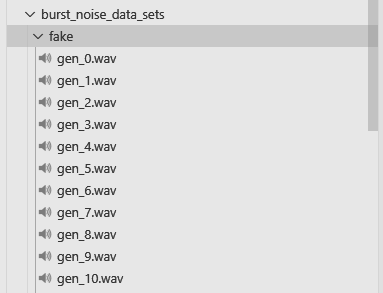 burst_noise_data_sets
fake
gen_0.wav
gen_1.wav
gen_2.wav
gen_3.wav
gen_4.wav
gen_5.wav
gen_6.wav
gen_7.wav
gen_8.wav
gen_9.wav
gen_10.wav